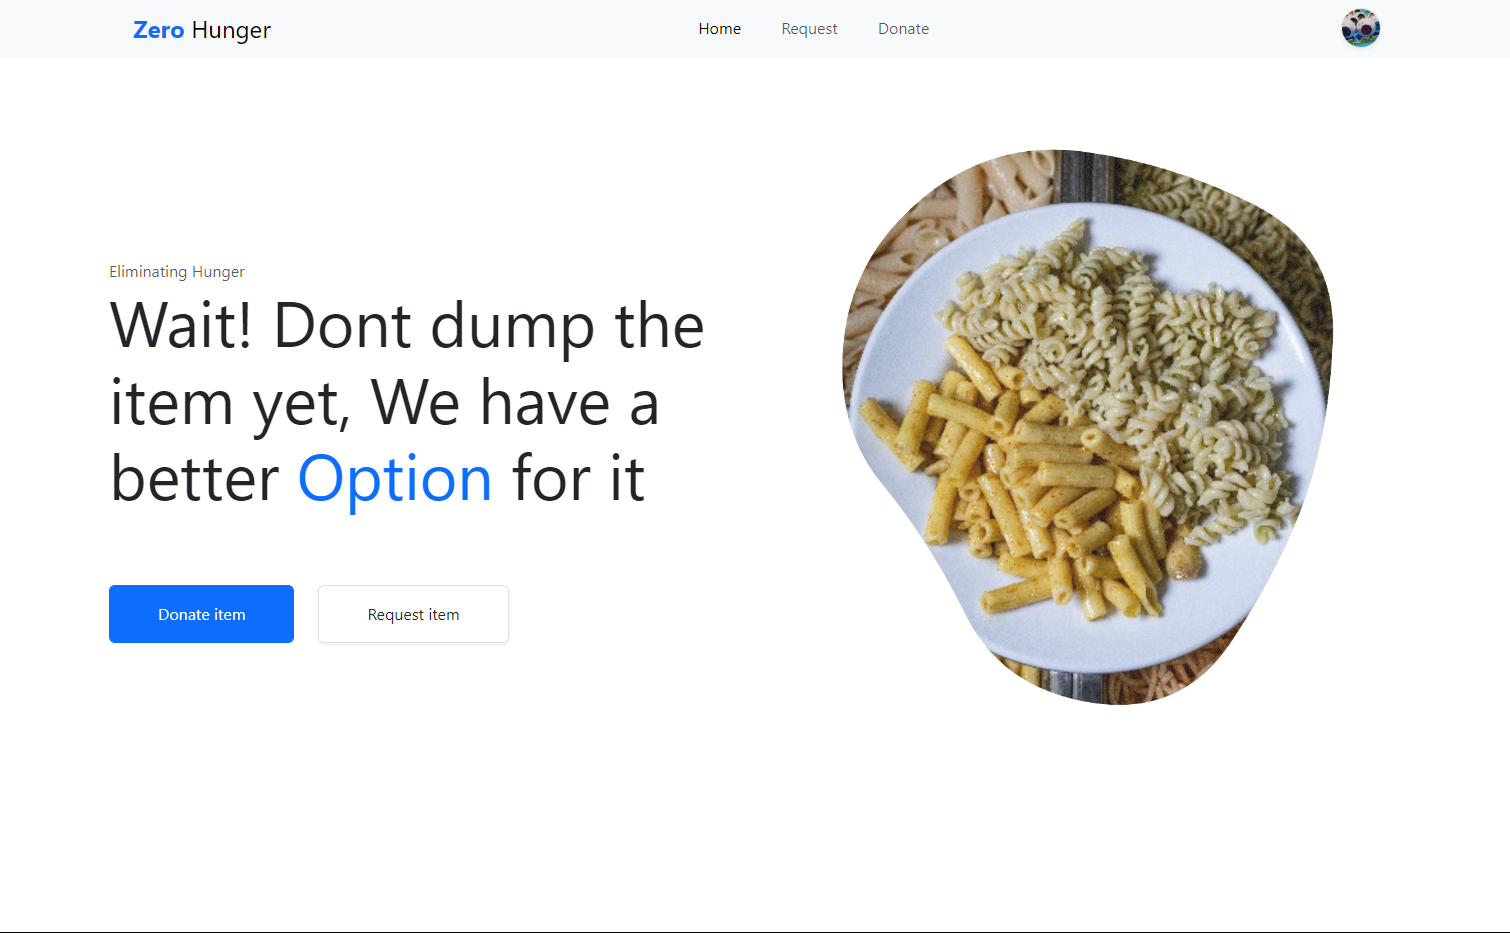 Zero Hunger
Home
Request
Donate
Eliminating Hunger
Wait! Dont dump the
item yet, We have a
better Option for it
Donate item
Request item